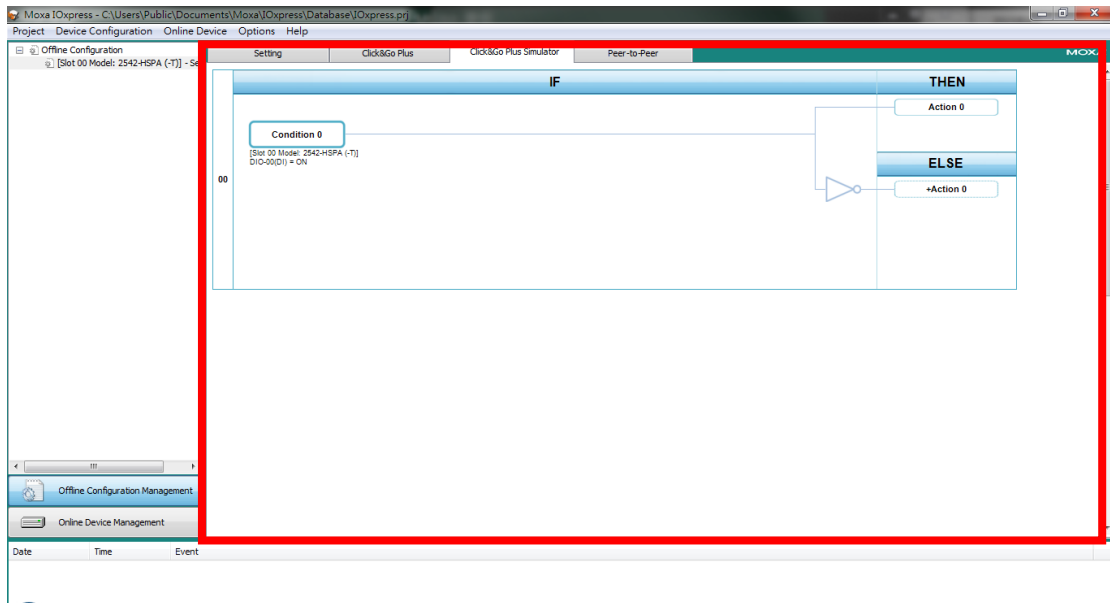 Moxa IOxpress - C:\Users\Public\Documents\Moxa\IOxpress\Database\IOxpress.prj
Project Device Configuration Online Device Options Help
Offline Configuration
[Slot 00 Model: 2542-HSPA (-T)] - Se
Setting Click&Go Plus Click&Go Plus Simulator Peer-to-Peer
IF THEN
Action 0
Condition 0
[Slot 00 Model: 2542-HSPA (-T)]
DIO-00(DI) = ON
ELSE
00
+Action 0
Offline Configuration Management
Online Device Management
Date Time Event